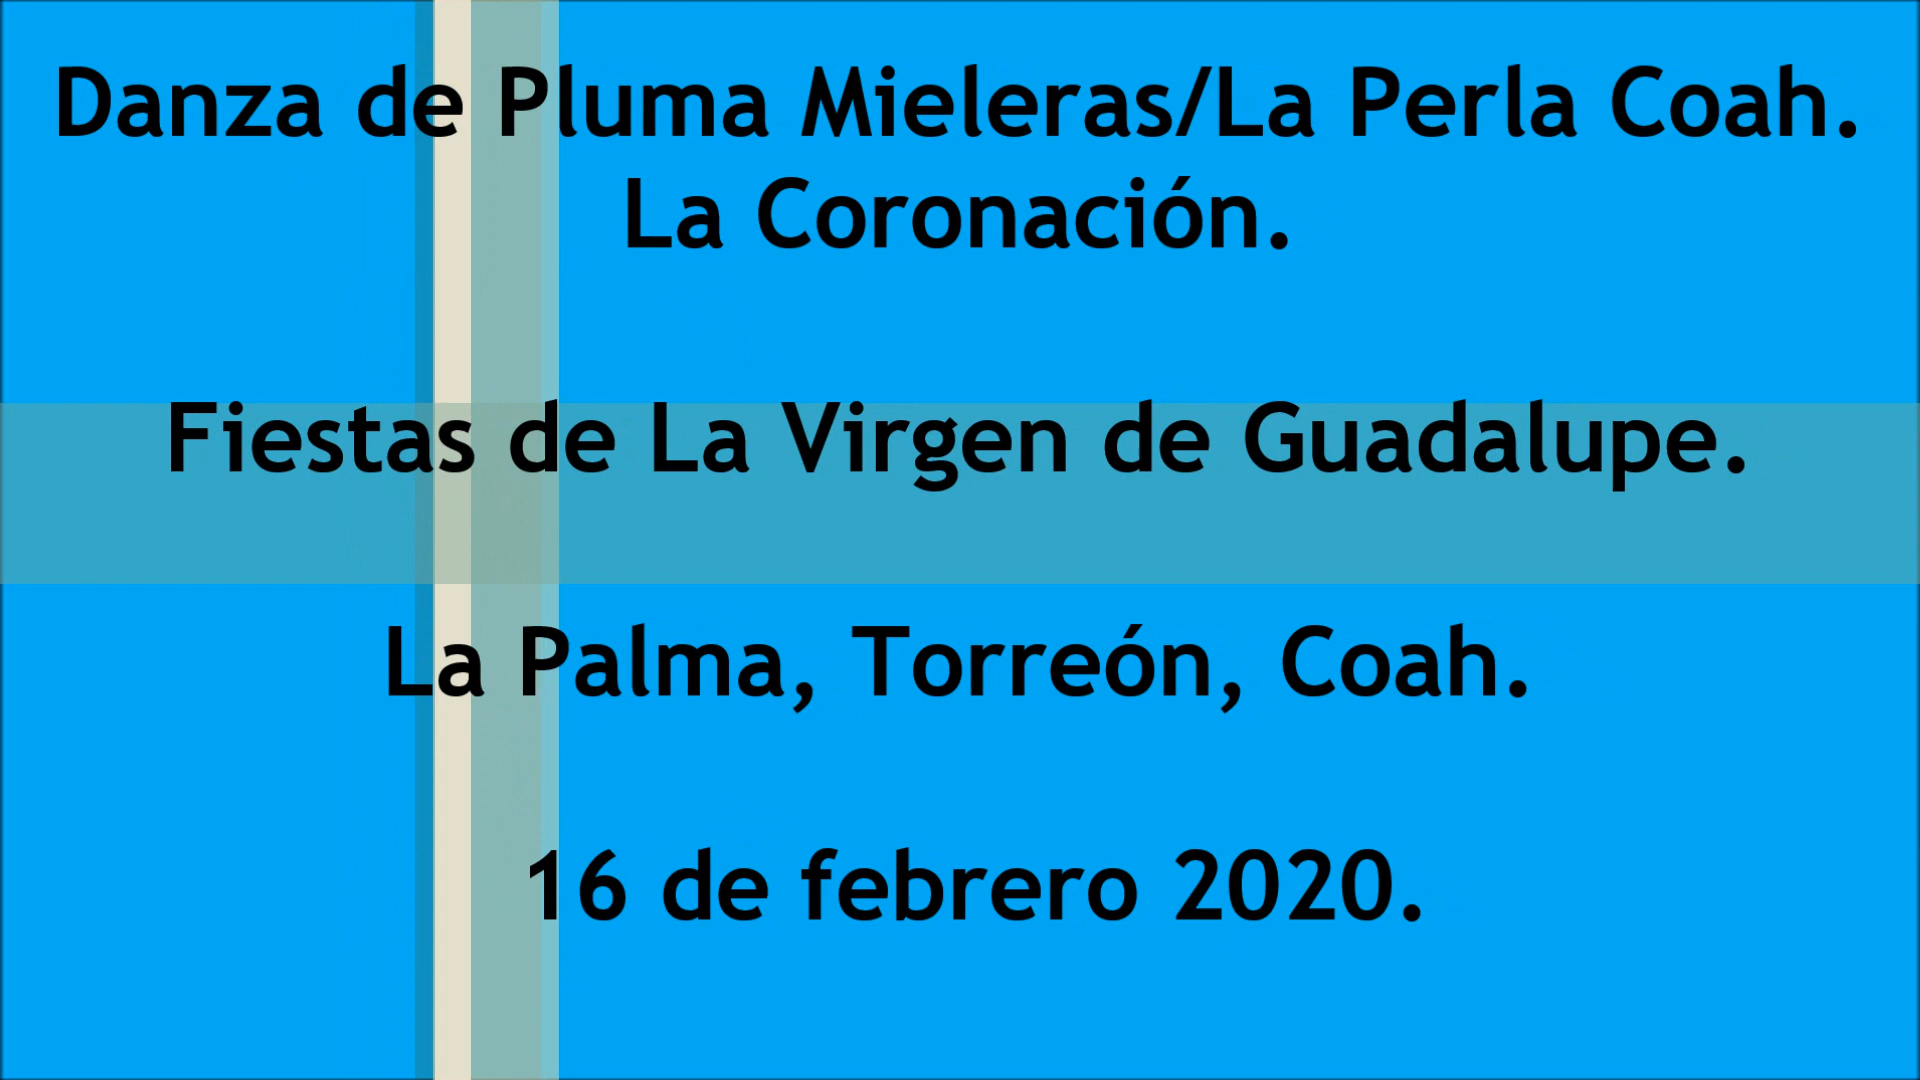 Danza de Pluma Mieleras/La Perla Coah.
La Coronación.
Fiestas de La Virgen de Guadalupe.
La Palma, Torreón, Coah.
16 de febrero 2020.